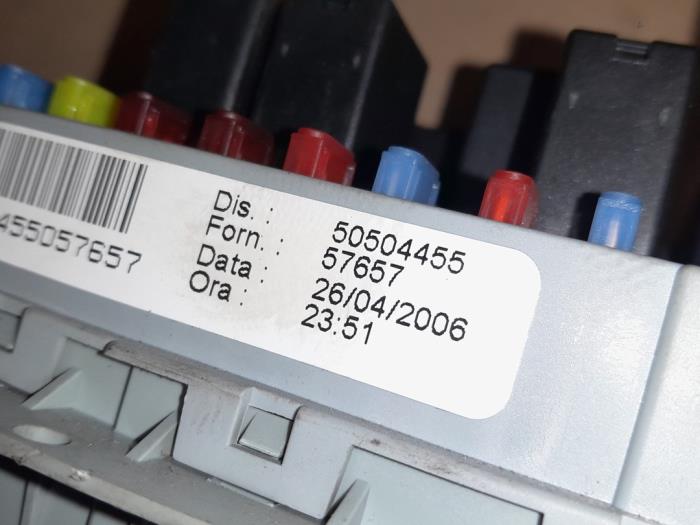 455057657
Dis. : 50504455
Forn. : 57657
Data : 26/04/2006
Ora : 23:51